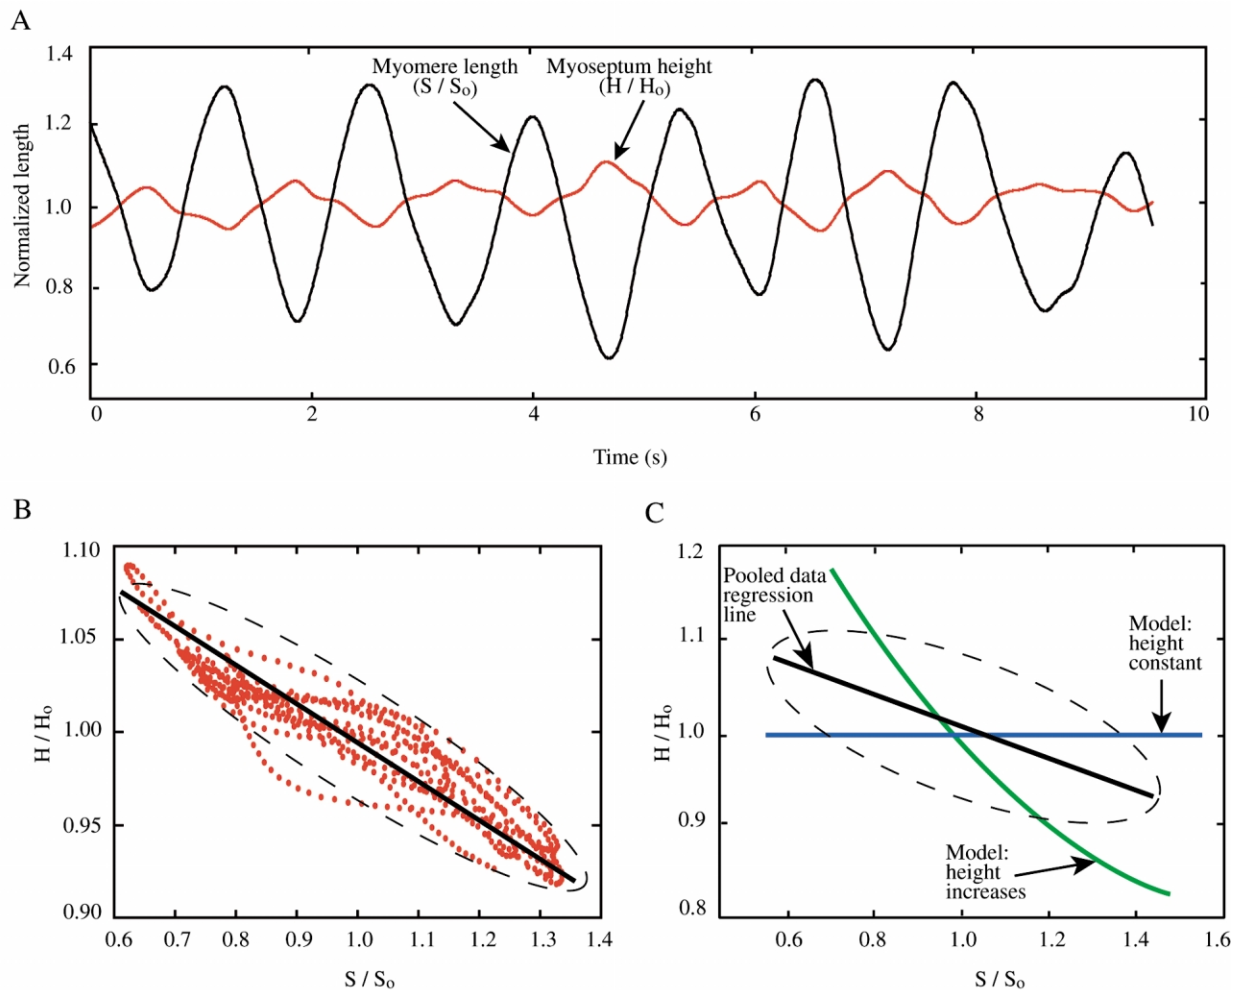 A
1.4
1.2
1.0
0.8
0.6
Normalized length
Myomere length
(S / So)
Myoseptum height
(H / Ho)
0 2 4 6 8 10
Time (s)
B
1.10
1.05
1.00
0.95
0.90
H / Ho
0.6 0.7 0.8 0.9 1.0 1.1 1.2 1.3 1.4
S / So
C
1.2
1.1
1.0
0.9
0.8
H / Ho
Pooled data
regression
line
Model:
height
constant
Model:
height
increases
0.6 0.8 1.0 1.2 1.4 1.6
S / So